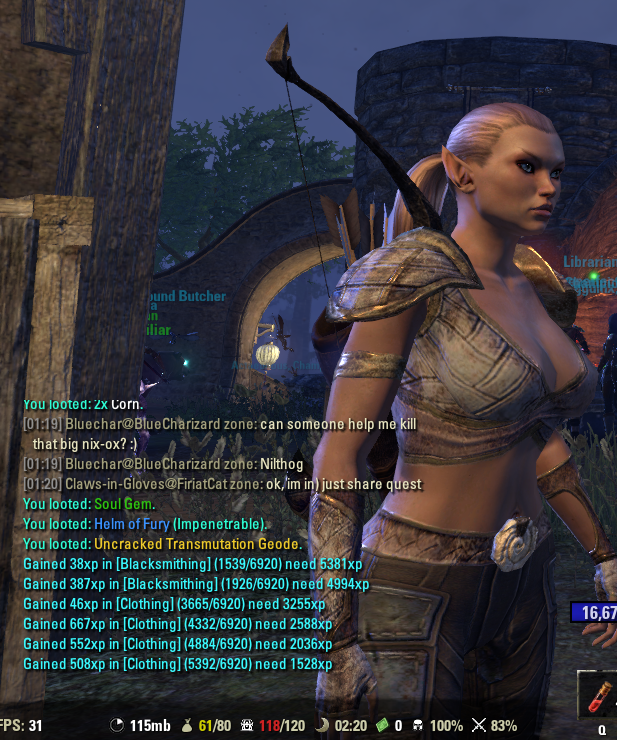 Librarian
ound Butcher
liar
You looted: 2x Corn.
[01:19] Bluechar@BlueCharizard zone: can someone help me kill
that big nix-ox? :)
[01:19] Bluechar@BlueCharizard zone: Nilthog
[01:20] Claws-in-Gloves@FiriatCat zone: ok, im in) just share quest
You looted: Soul Gem.
You looted: Helm of Fury (Impenetrable).
You looted: Uncracked Transmutation Geode.
Gained 38xp in [Blacksmithing] (1539/6920) need 5381xp
Gained 387xp in [Blacksmithing] (1926/6920) need 4994xp
Gained 46xp in [Clothing] (3665/6920) need 3255xp
Gained 667xp in [Clothing] (4332/6920) need 2588xp
Gained 552xp in [Clothing] (4884/6920) need 2036xp
Gained 508xp in [Clothing] (5392/6920) need 1528xp
16,67
FPS: 31 115mb 61/80 118/120 02:20 0 100% 83%
Q